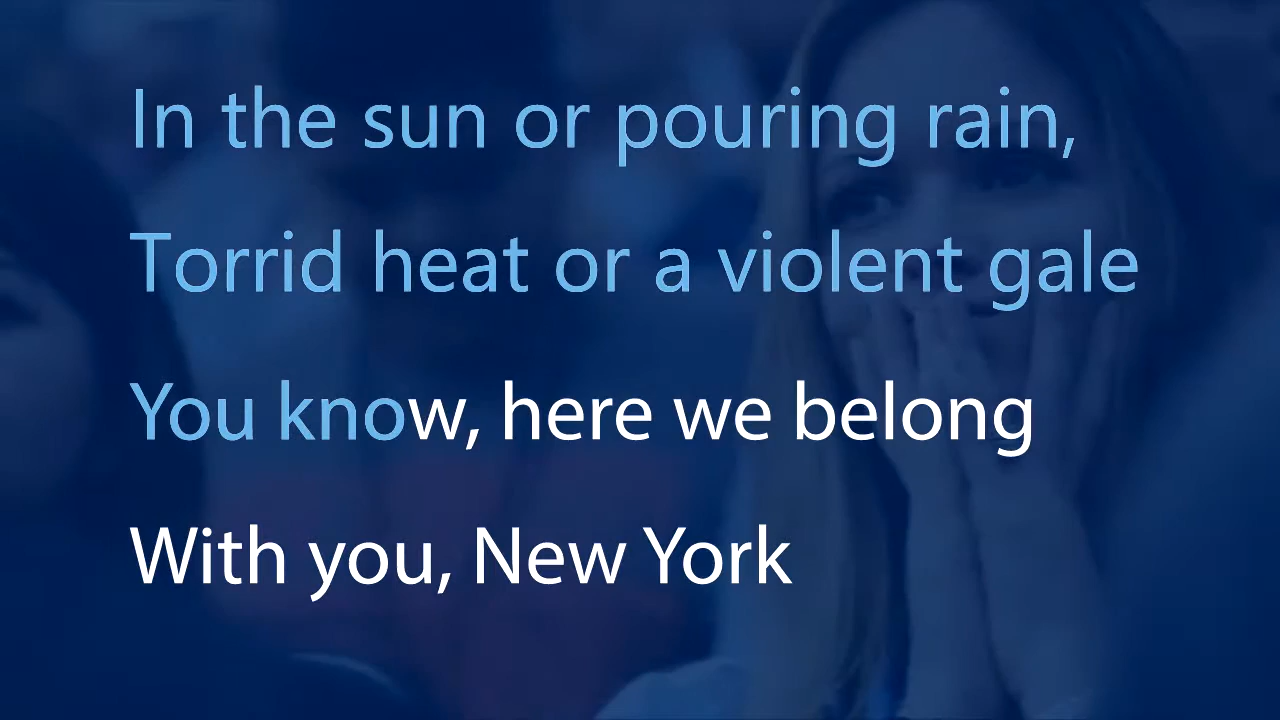 In the sun or pouring rain,
Torrid heat or a violent gale
You know, here we belong
With you, New York